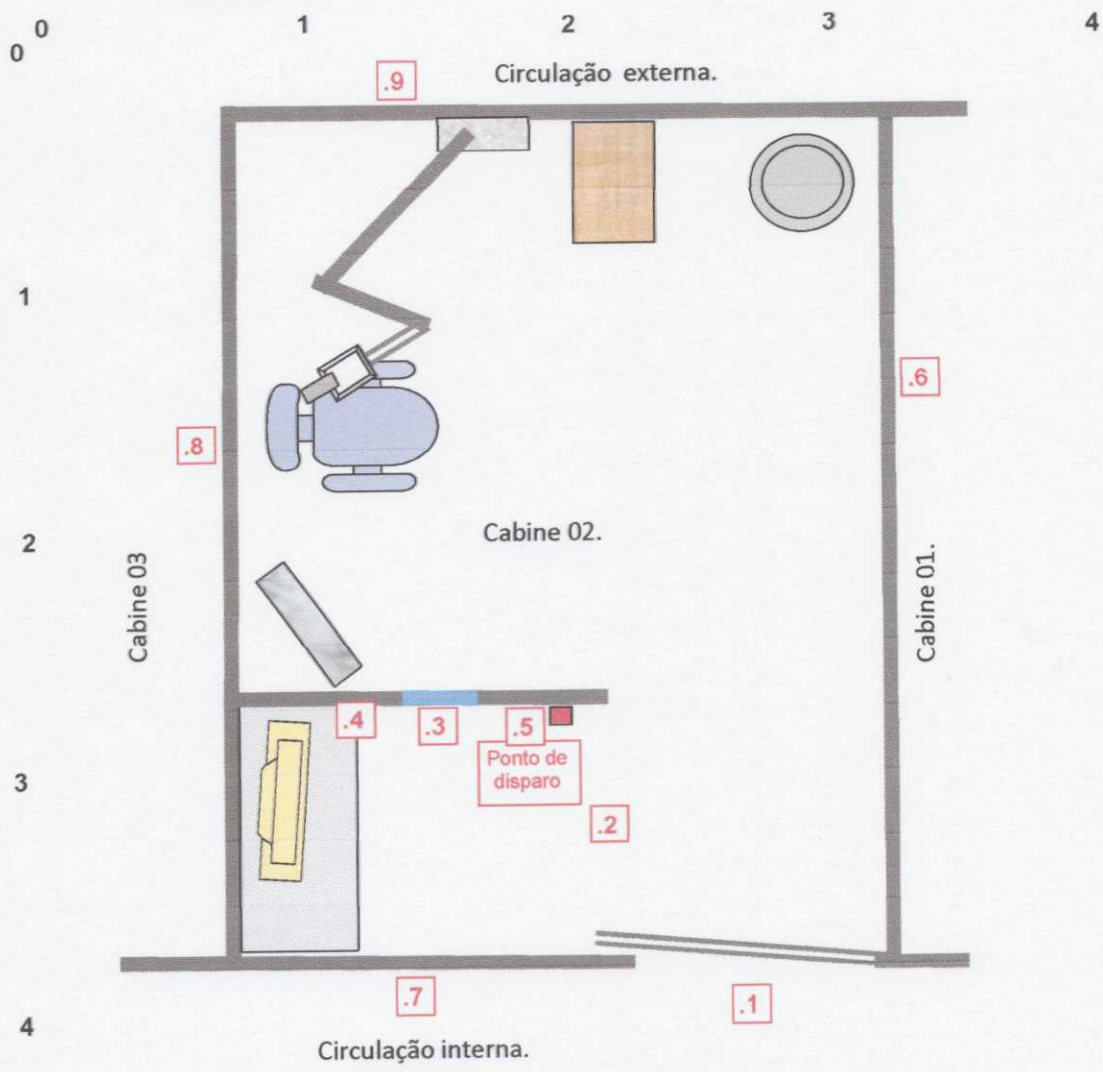 0 1 2 3 4
0
.9 Circulação externa.
1
.6
.8
2
Cabine 02.
Cabine 03
Cabine 01.
.4 .3 .5
Ponto de
disparo
3
.2
.7 .1
4
Circulação interna.